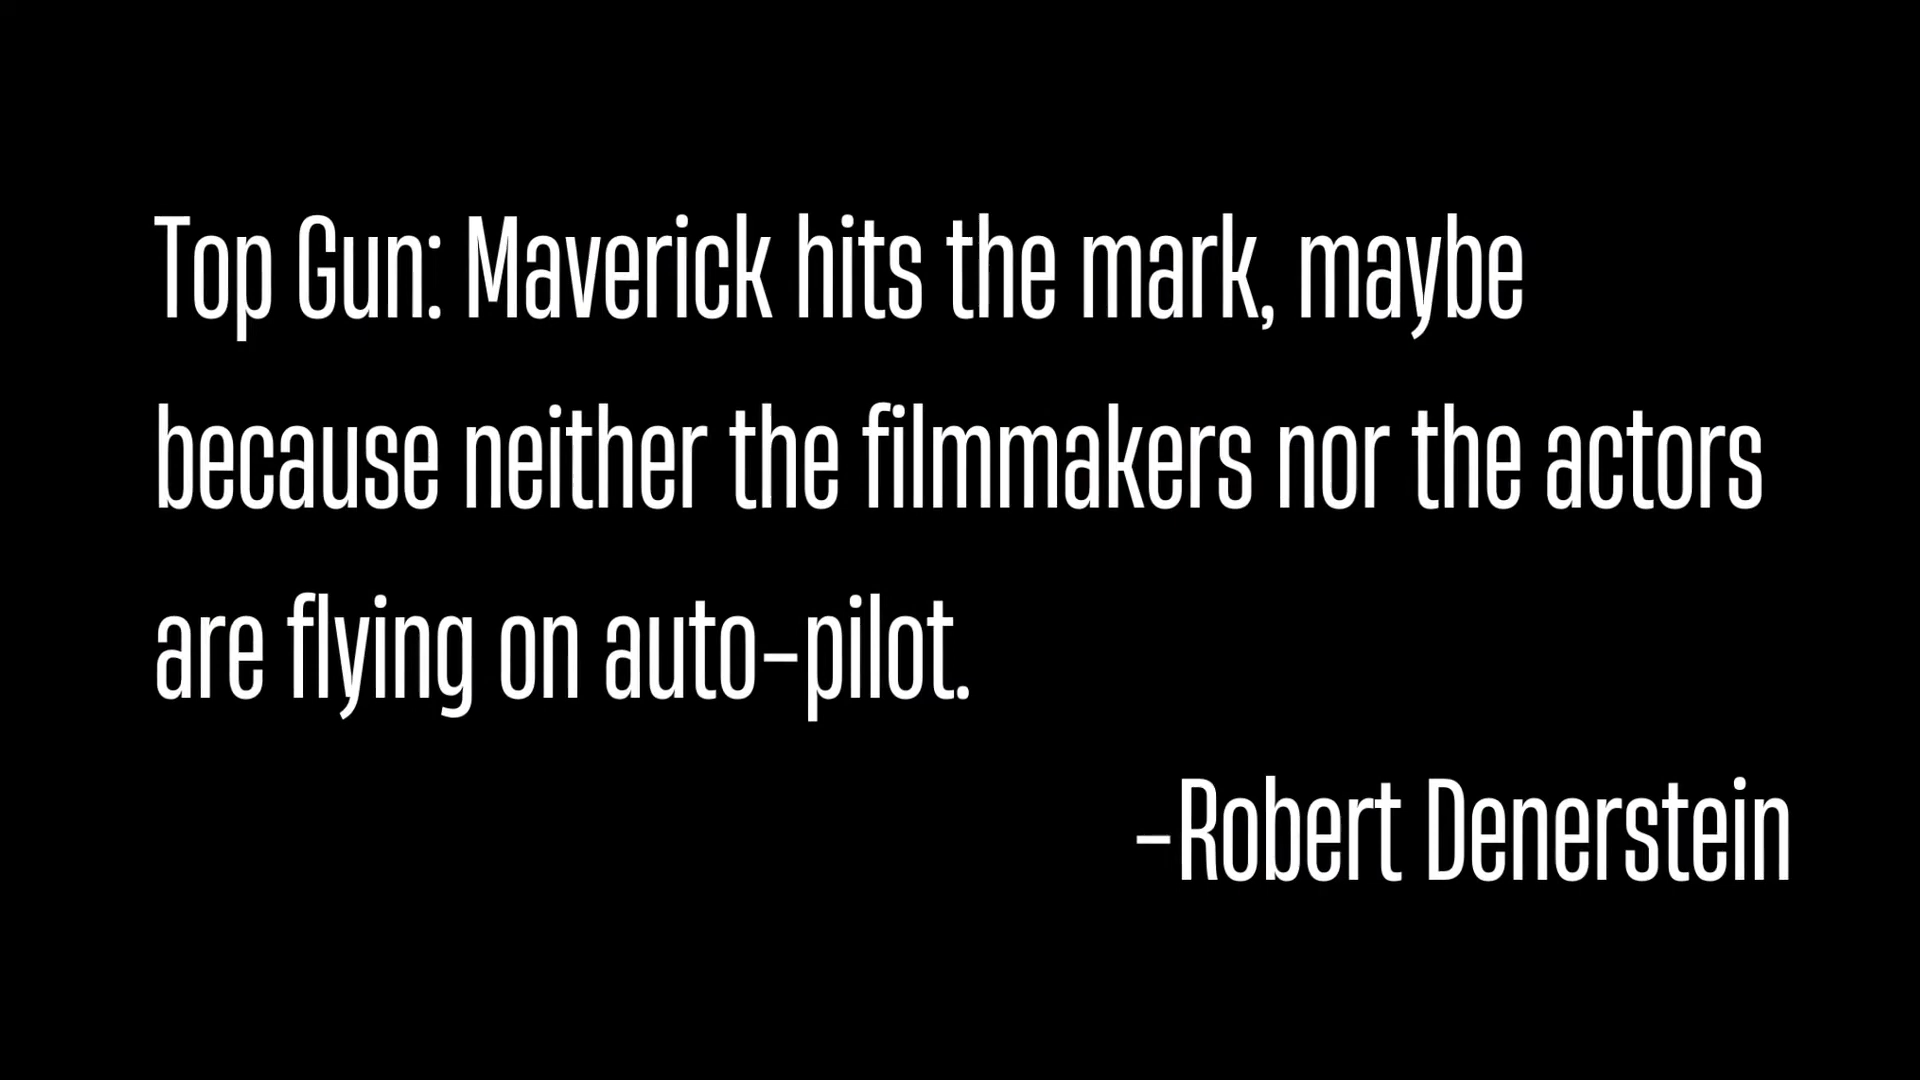 Top Gun: Maverick hits the mark, maybe
because neither the filmmakers nor the actors
are flying on auto-pilot.
-Robert Denerstein